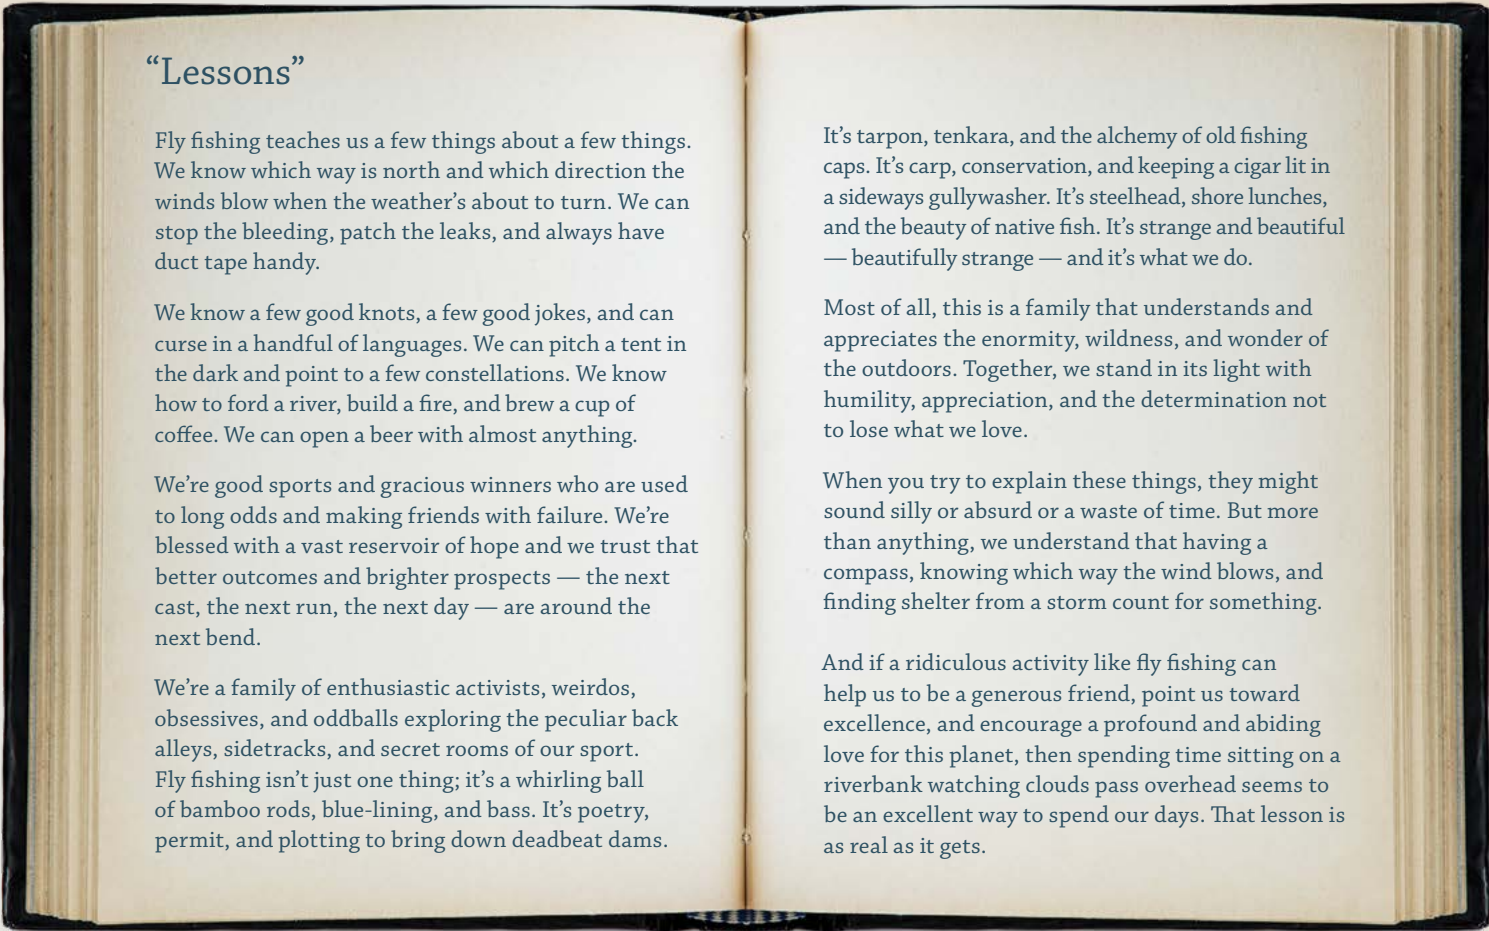 “Lessons”
Fly fishing teaches us a few things about a few things.
We know which way is north and which direction the
winds blow when the weather’s about to turn. We can
stop the bleeding, patch the leaks, and always have
duct tape handy.
We know a few good knots, a few good jokes, and can
curse in a handful of languages. We can pitch a tent in
the dark and point to a few constellations. We know
how to ford a river, build a fire, and brew a cup of
coffee. We can open a beer with almost anything.
We’re good sports and gracious winners who are used
to long odds and making friends with failure. We’re
blessed with a vast reservoir of hope and we trust that
better outcomes and brighter prospects — the next
cast, the next run, the next day — are around the
next bend.
We’re a family of enthusiastic activists, weirdos,
obsessives, and oddballs exploring the peculiar back
alleys, sidetracks, and secret rooms of our sport.
Fly fishing isn’t just one thing; it’s a whirling ball
of bamboo rods, blue-lining, and bass. It’s poetry,
permit, and plotting to bring down deadbeat dams.
It’s tarpon, tenkara, and the alchemy of old fishing
caps. It’s carp, conservation, and keeping a cigar lit in
a sideways gullywasher. It’s steelhead, shore lunches,
and the beauty of native fish. It’s strange and beautiful
— beautifully strange — and it’s what we do.
Most of all, this is a family that understands and
appreciates the enormity, wildness, and wonder of
the outdoors. Together, we stand in its light with
humility, appreciation, and the determination not
to lose what we love.
When you try to explain these things, they might
sound silly or absurd or a waste of time. But more
than anything, we understand that having a
compass, knowing which way the wind blows, and
finding shelter from a storm count for something.
And if a ridiculous activity like fly fishing can
help us to be a generous friend, point us toward
excellence, and encourage a profound and abiding
love for this planet, then spending time sitting on a
riverbank watching clouds pass overhead seems to
be an excellent way to spend our days. That lesson is
as real as it gets.